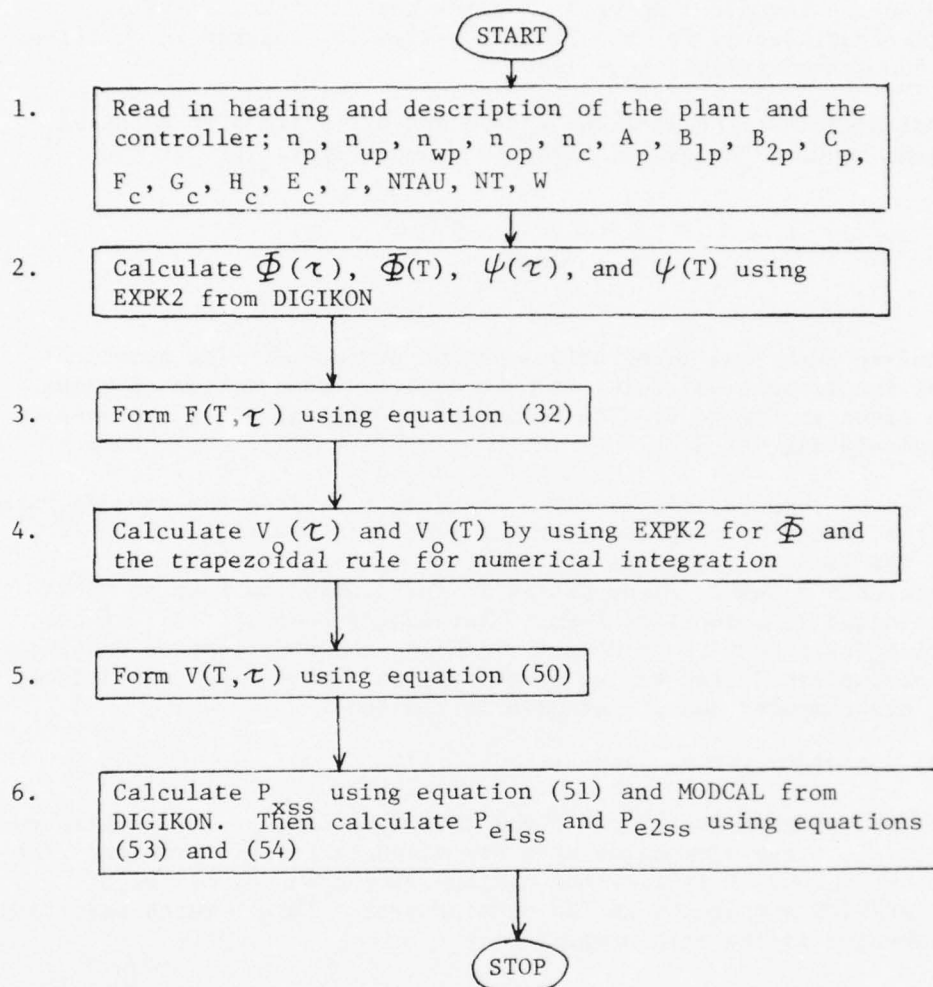 START
1. Read in heading and description of the plant and the
controller; n_p, n_up, n_wp, n_op, n_c, A_p, B_1p, B_2p, C_p,
F_c, G_c, H_c, E_c, T, NTAU, NT, W
2. Calculate Φ(τ), Φ(T), ψ(τ), and ψ(T) using
EXPK2 from DIGIKON
3. Form F(T,τ) using equation (32)
4. Calculate V_o(τ) and V_o(T) by using EXPK2 for Φ and
the trapezoidal rule for numerical integration
5. Form V(T,τ) using equation (50)
6. Calculate P_xss using equation (51) and MODCAL from
DIGIKON. Then calculate P_e1ss and P_e2ss using equations
(53) and (54)
STOP